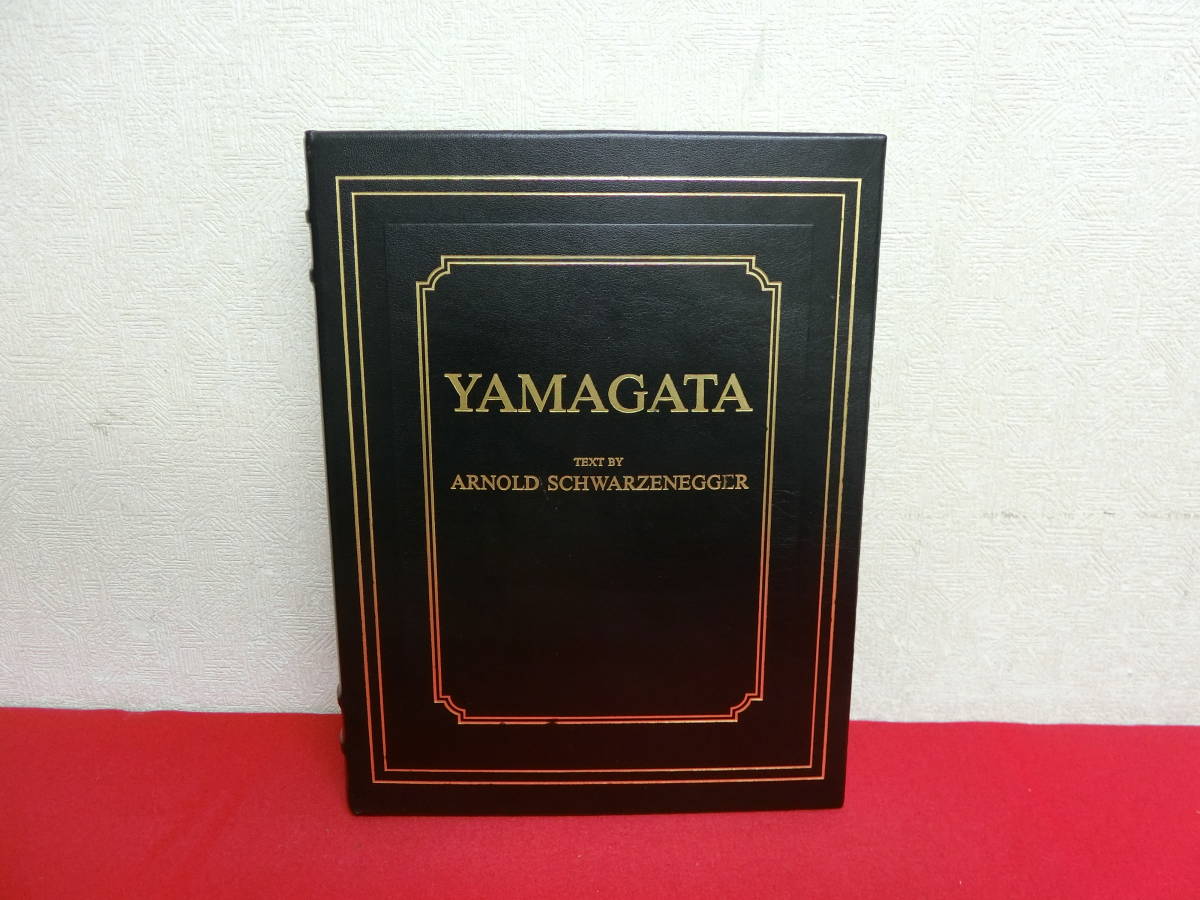 YAMAGATA
TEXT BY
ARNOLD SCHWARZENEGGER